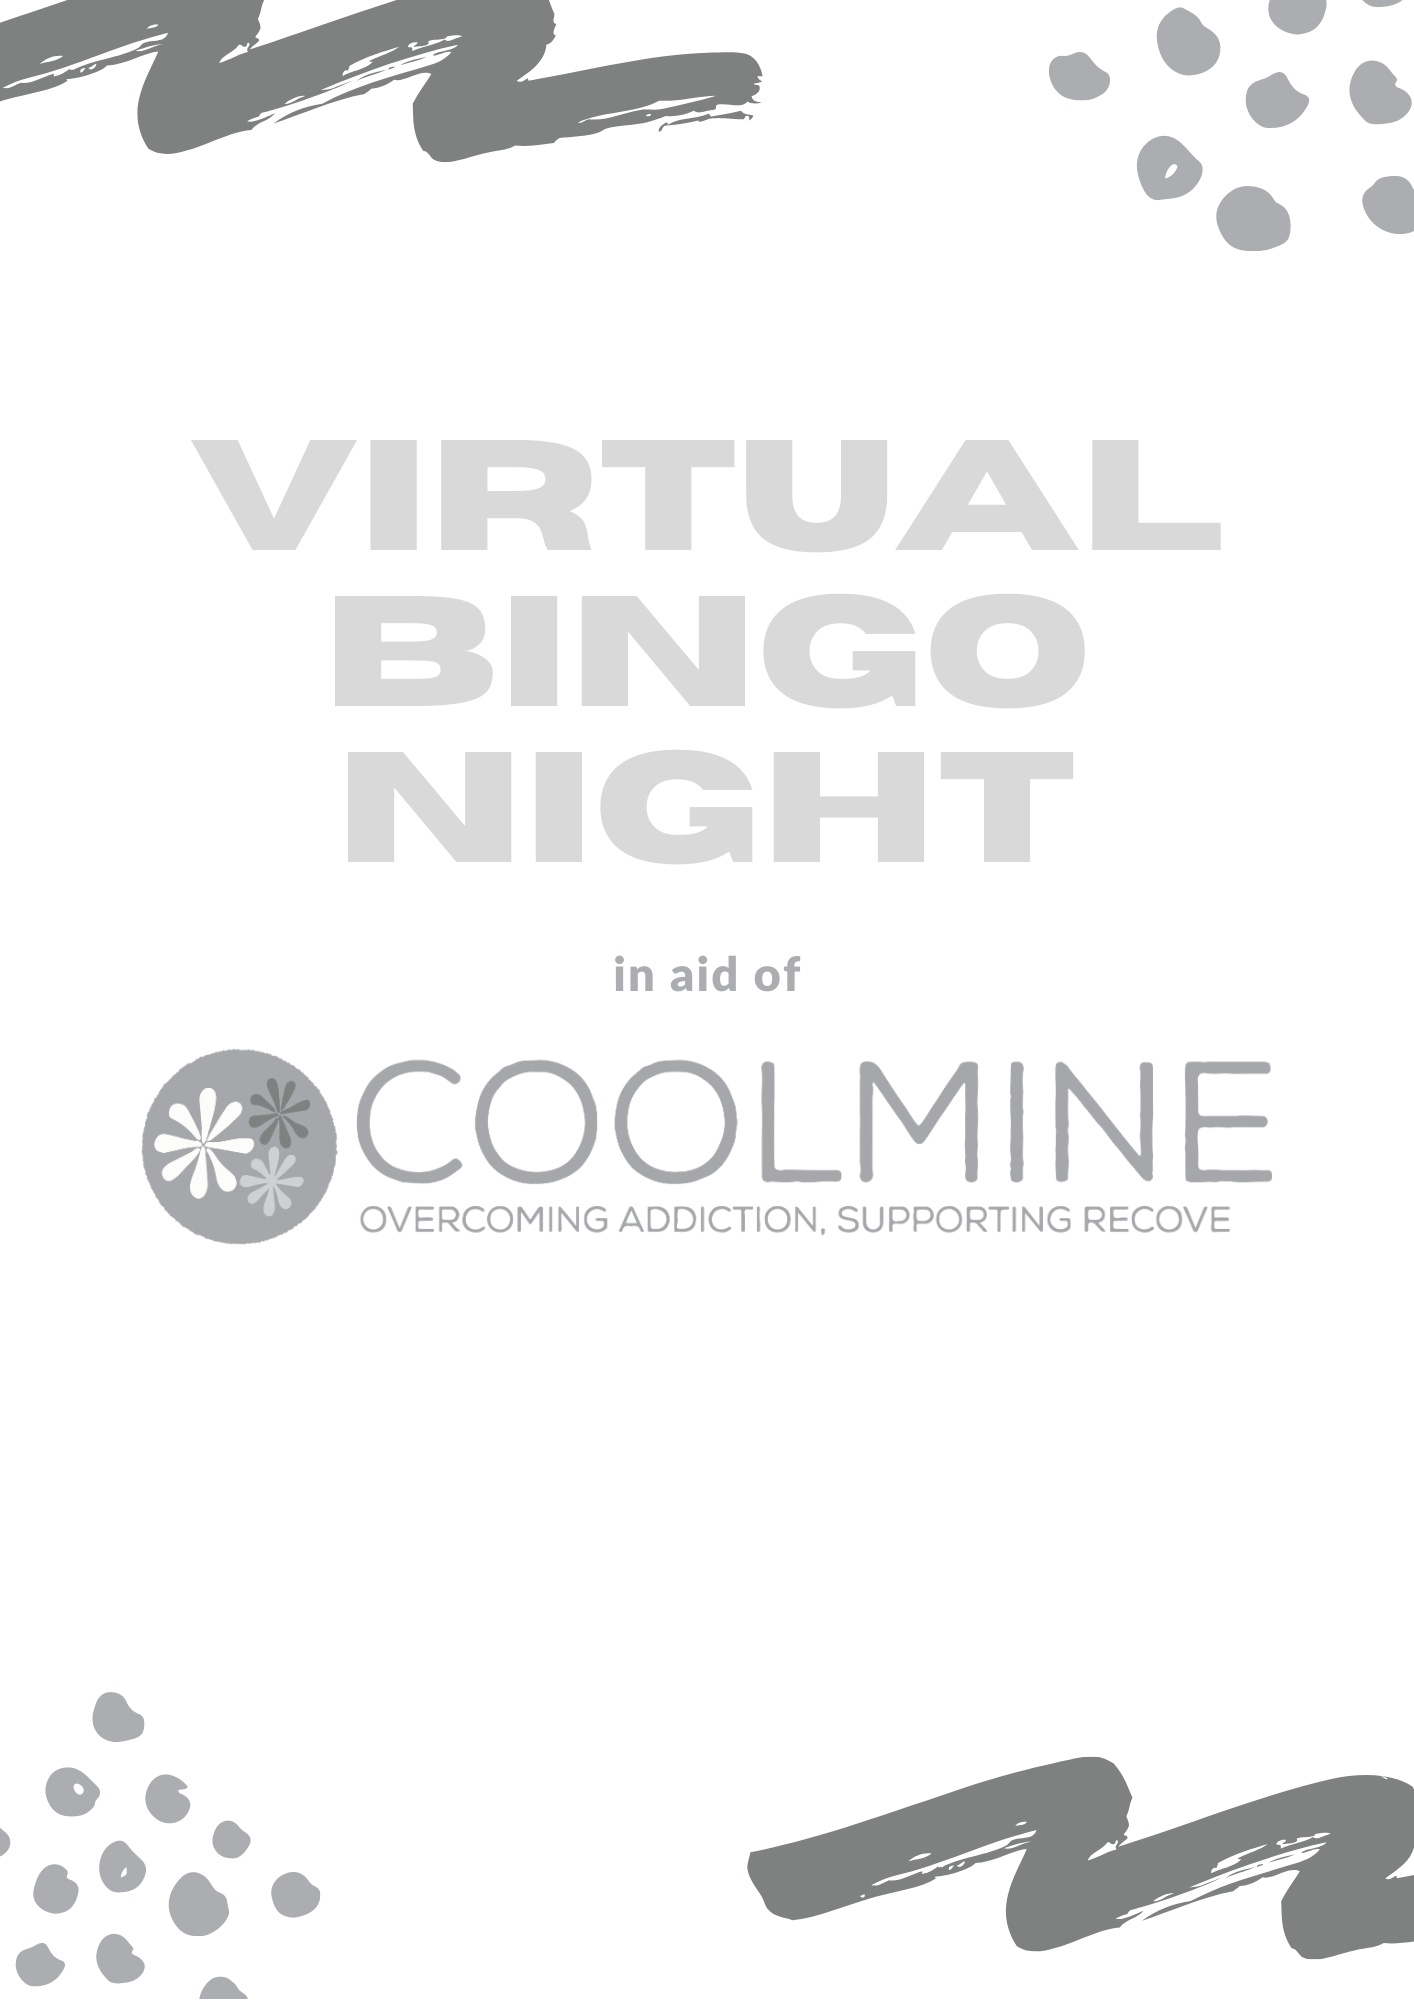 VIRTUAL
BINGO
NIGHT
in aid of
COOLMINE
OVERCOMING ADDICTION, SUPPORTING RECOVE